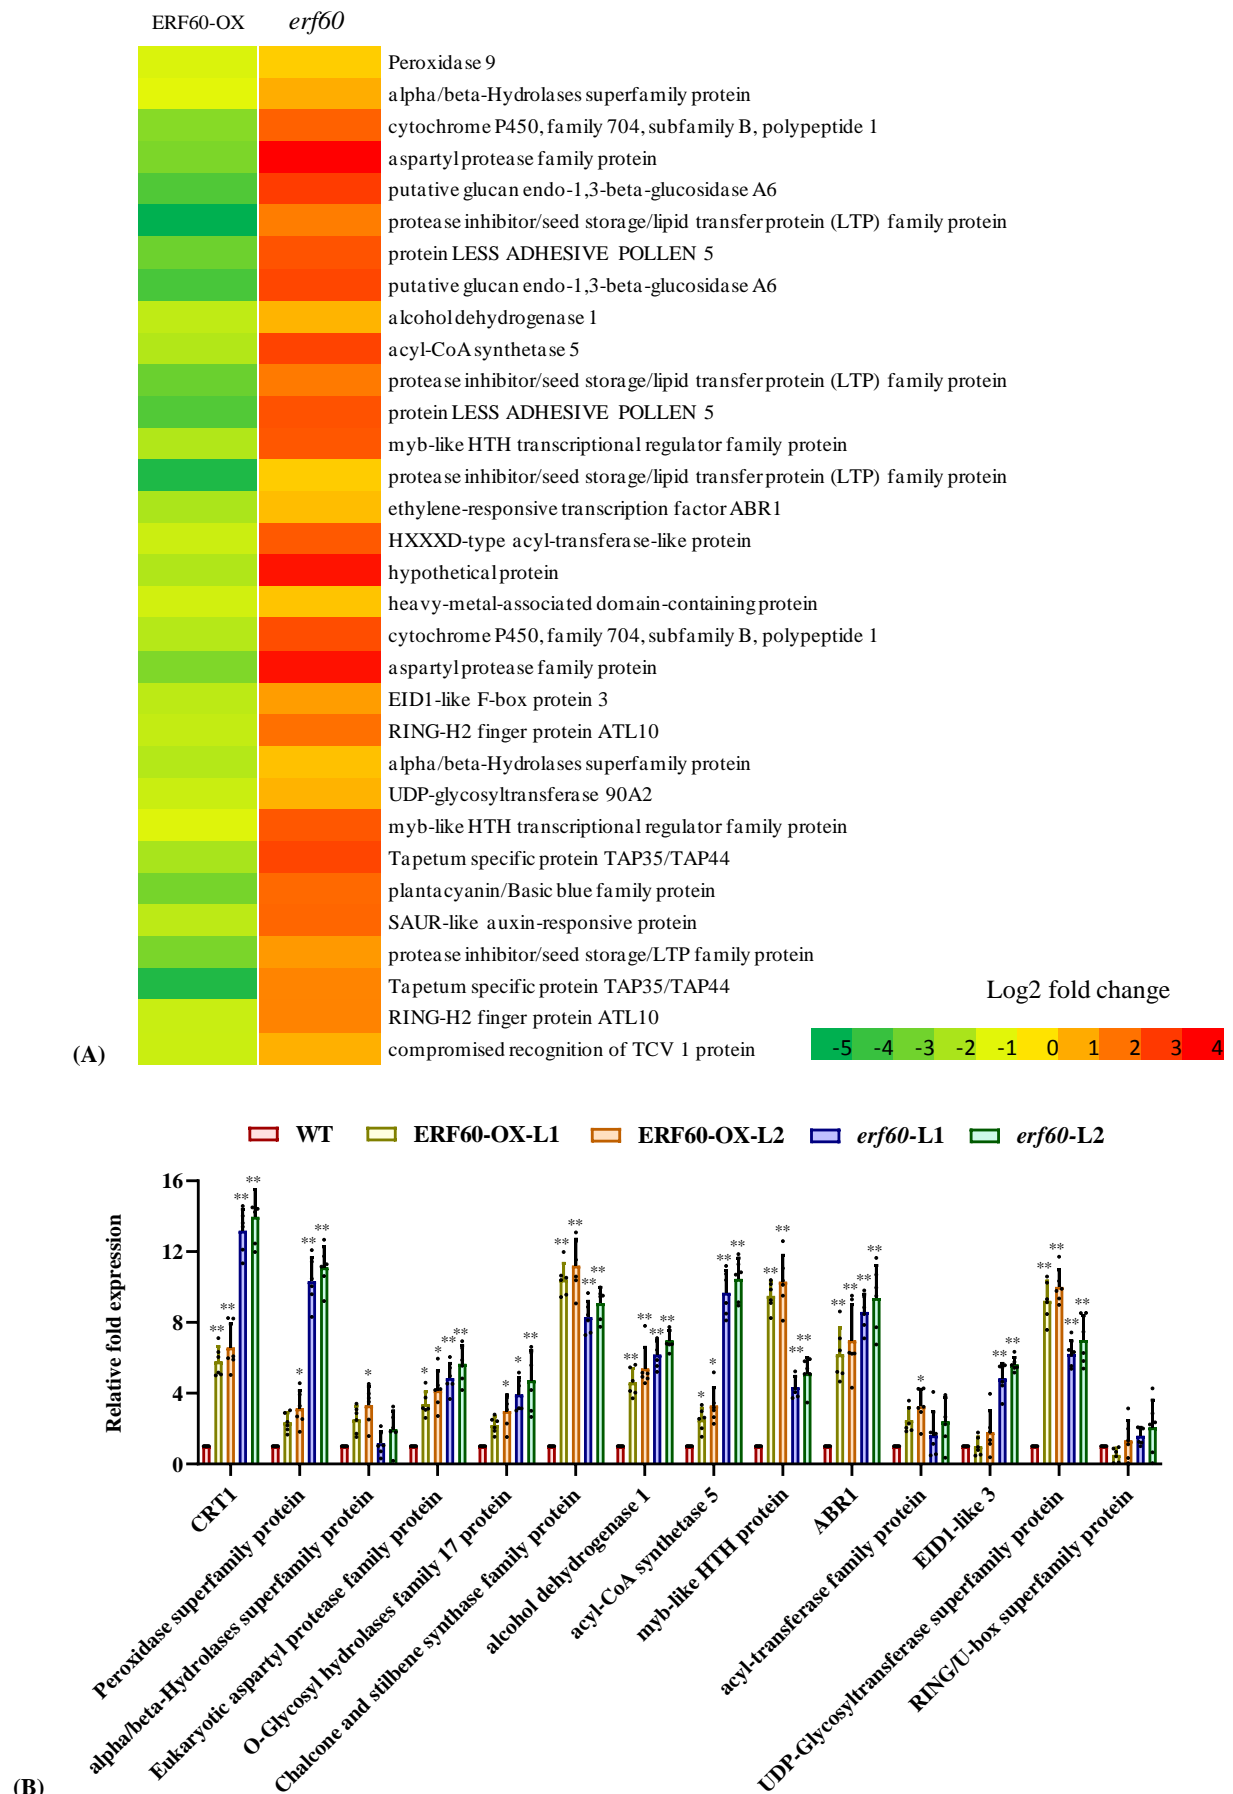 ERF60-OX erf60
Peroxidase 9
alpha/beta-Hydrolases superfamily protein
cytochrome P450, family 704, subfamily B, polypeptide 1
aspartyl protease family protein
putative glucan endo-1,3-beta-glucosidase A6
protease inhibitor/seed storage/lipid transfer protein (LTP) family protein
protein LESS ADHESIVE POLLEN 5
putative glucan endo-1,3-beta-glucosidase A6
alcohol dehydrogenase 1
acyl-CoA synthetase 5
protease inhibitor/seed storage/lipid transfer protein (LTP) family protein
protein LESS ADHESIVE POLLEN 5
myb-like HTH transcriptional regulator family protein
protease inhibitor/seed storage/lipid transfer protein (LTP) family protein
ethylene-responsive transcription factor ABR1
HXXXD-type acyl-transferase-like protein
hypothetical protein
heavy-metal-associated domain-containing protein
cytochrome P450, family 704, subfamily B, polypeptide 1
aspartyl protease family protein
EID1-like F-box protein 3
RING-H2 finger protein ATL10
alpha/beta-Hydrolases superfamily protein
UDP-glycosyltransferase 90A2
myb-like HTH transcriptional regulator family protein
Tapetum specific protein TAP35/TAP44
plantacyanin/Basic blue family protein
SAUR-like auxin-responsive protein
protease inhibitor/seed storage/LTP family protein
Tapetum specific protein TAP35/TAP44
RING-H2 finger protein ATL10
compromised recognition of TCV 1 protein
Log2 fold change
-5 -4 -3 -2 -1 0 1 2 3 4
(A)
WT ERF60-OX-L1 ERF60-OX-L2 erf60-L1 erf60-L2
Relative fold expression
16
12
8
4
0
** ** ** **
* ** **
*
* * ** **
* * **
** ** ** **
** ** ** **
* * ** **
** ** ** **
** ** ** **
*
** **
** ** ** **
CRT1
Peroxidase superfamily protein
alpha/beta-Hydrolases superfamily protein
Eukaryotic aspartyl protease family protein
O-Glycosyl hydrolases family 17 protein
Chalcone and stilbene synthase family protein
alcohol dehydrogenase 1
acyl-CoA synthetase 5
myb-like HTH protein
ABR1
acyl-transferase family protein
EID1-like 3
UDP-Glycosyltransferase superfamily protein
RING/U-box superfamily protein
(B)